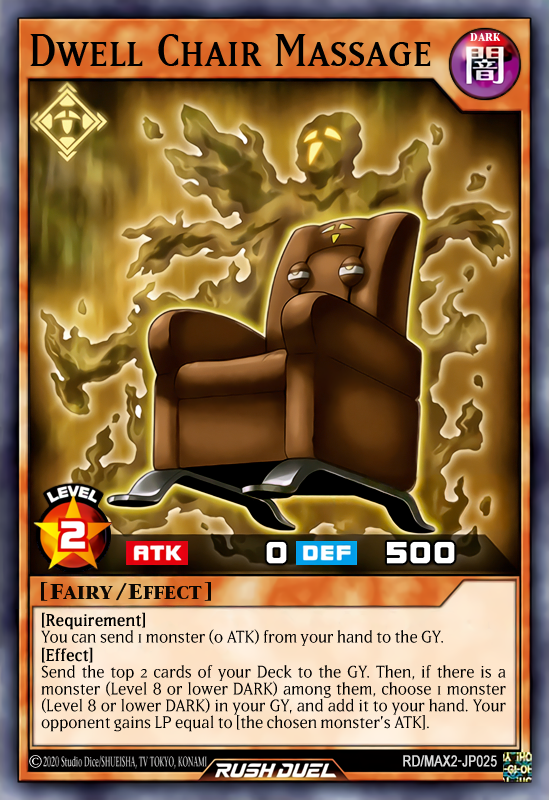 Dwell Chair Massage
DARK
闇
LEVEL
2
ATK 0 DEF 500
[Fairy/Effect]
[Requirement]
You can send 1 monster (0 ATK) from your hand to the GY.
[Effect]
Send the top 2 cards of your Deck to the GY. Then, if there is a
monster (Level 8 or lower DARK) among them, choose 1 monster
(Level 8 or lower DARK) in your GY, and add it to your hand. Your
opponent gains LP equal to [the chosen monster's ATK].
©2020 Studio Dice/SHUEISHA, TV TOKYO, KONAMI
RUSH DUEL
RD/MAX2-JP025